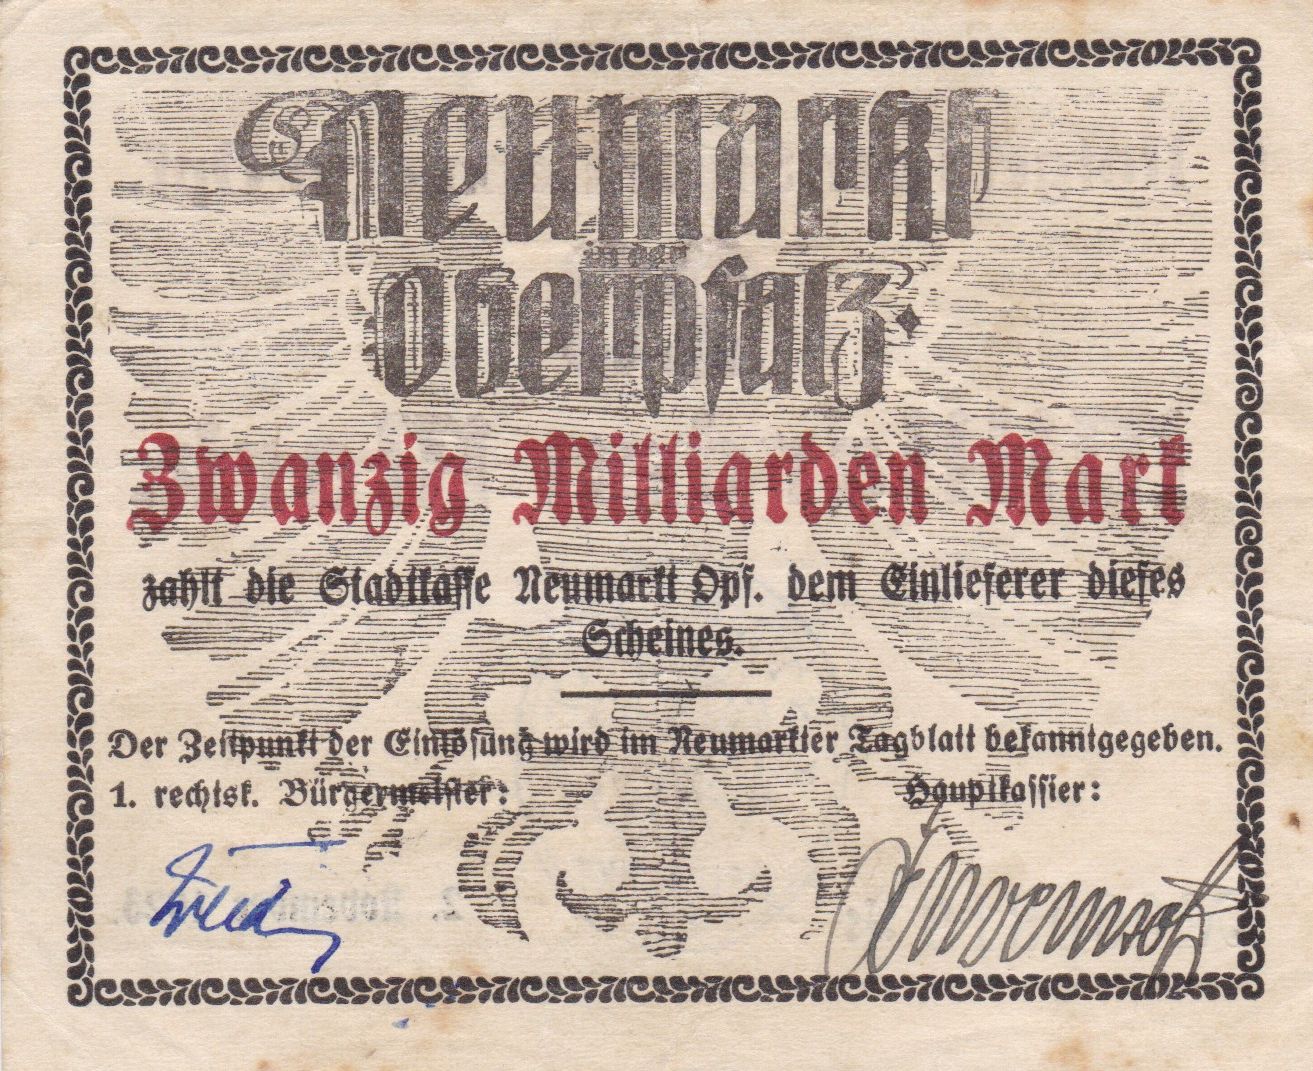 Neumarkt
in der
Oberpfalz.
Zwanzig Milliarden Mark
zahlt die Stadtkasse Neumarkt Opf. dem Einlieferer dieses
Scheines.
Der Zeitpunkt der Einlösung wird im Neumarkter Tagblatt bekanntgegeben.
1. rechtsk. Bürgermeister: Hauptkassier: